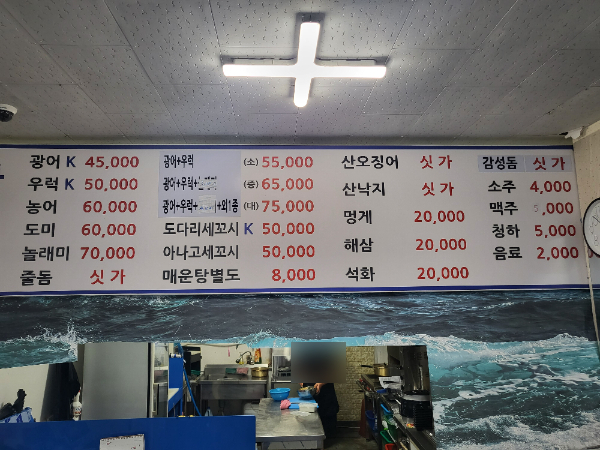 광어 K 45,000
우럭 K 50,000
농어 60,000
도미 60,000
놀래미 70,000
줄돔 싯가
광어+우럭 (소) 55,000
광어+우럭+ (중) 65,000
광어+우럭+ +외1종 (대) 75,000
도다리세꼬시 K 50,000
아나고세꼬시 50,000
매운탕별도 8,000
산오징어 싯가
산낙지 싯가
멍게 20,000
해삼 20,000
석화 20,000
감성돔 싯가
소주 4,000
맥주 ,000
청하 5,000
음료 2,000